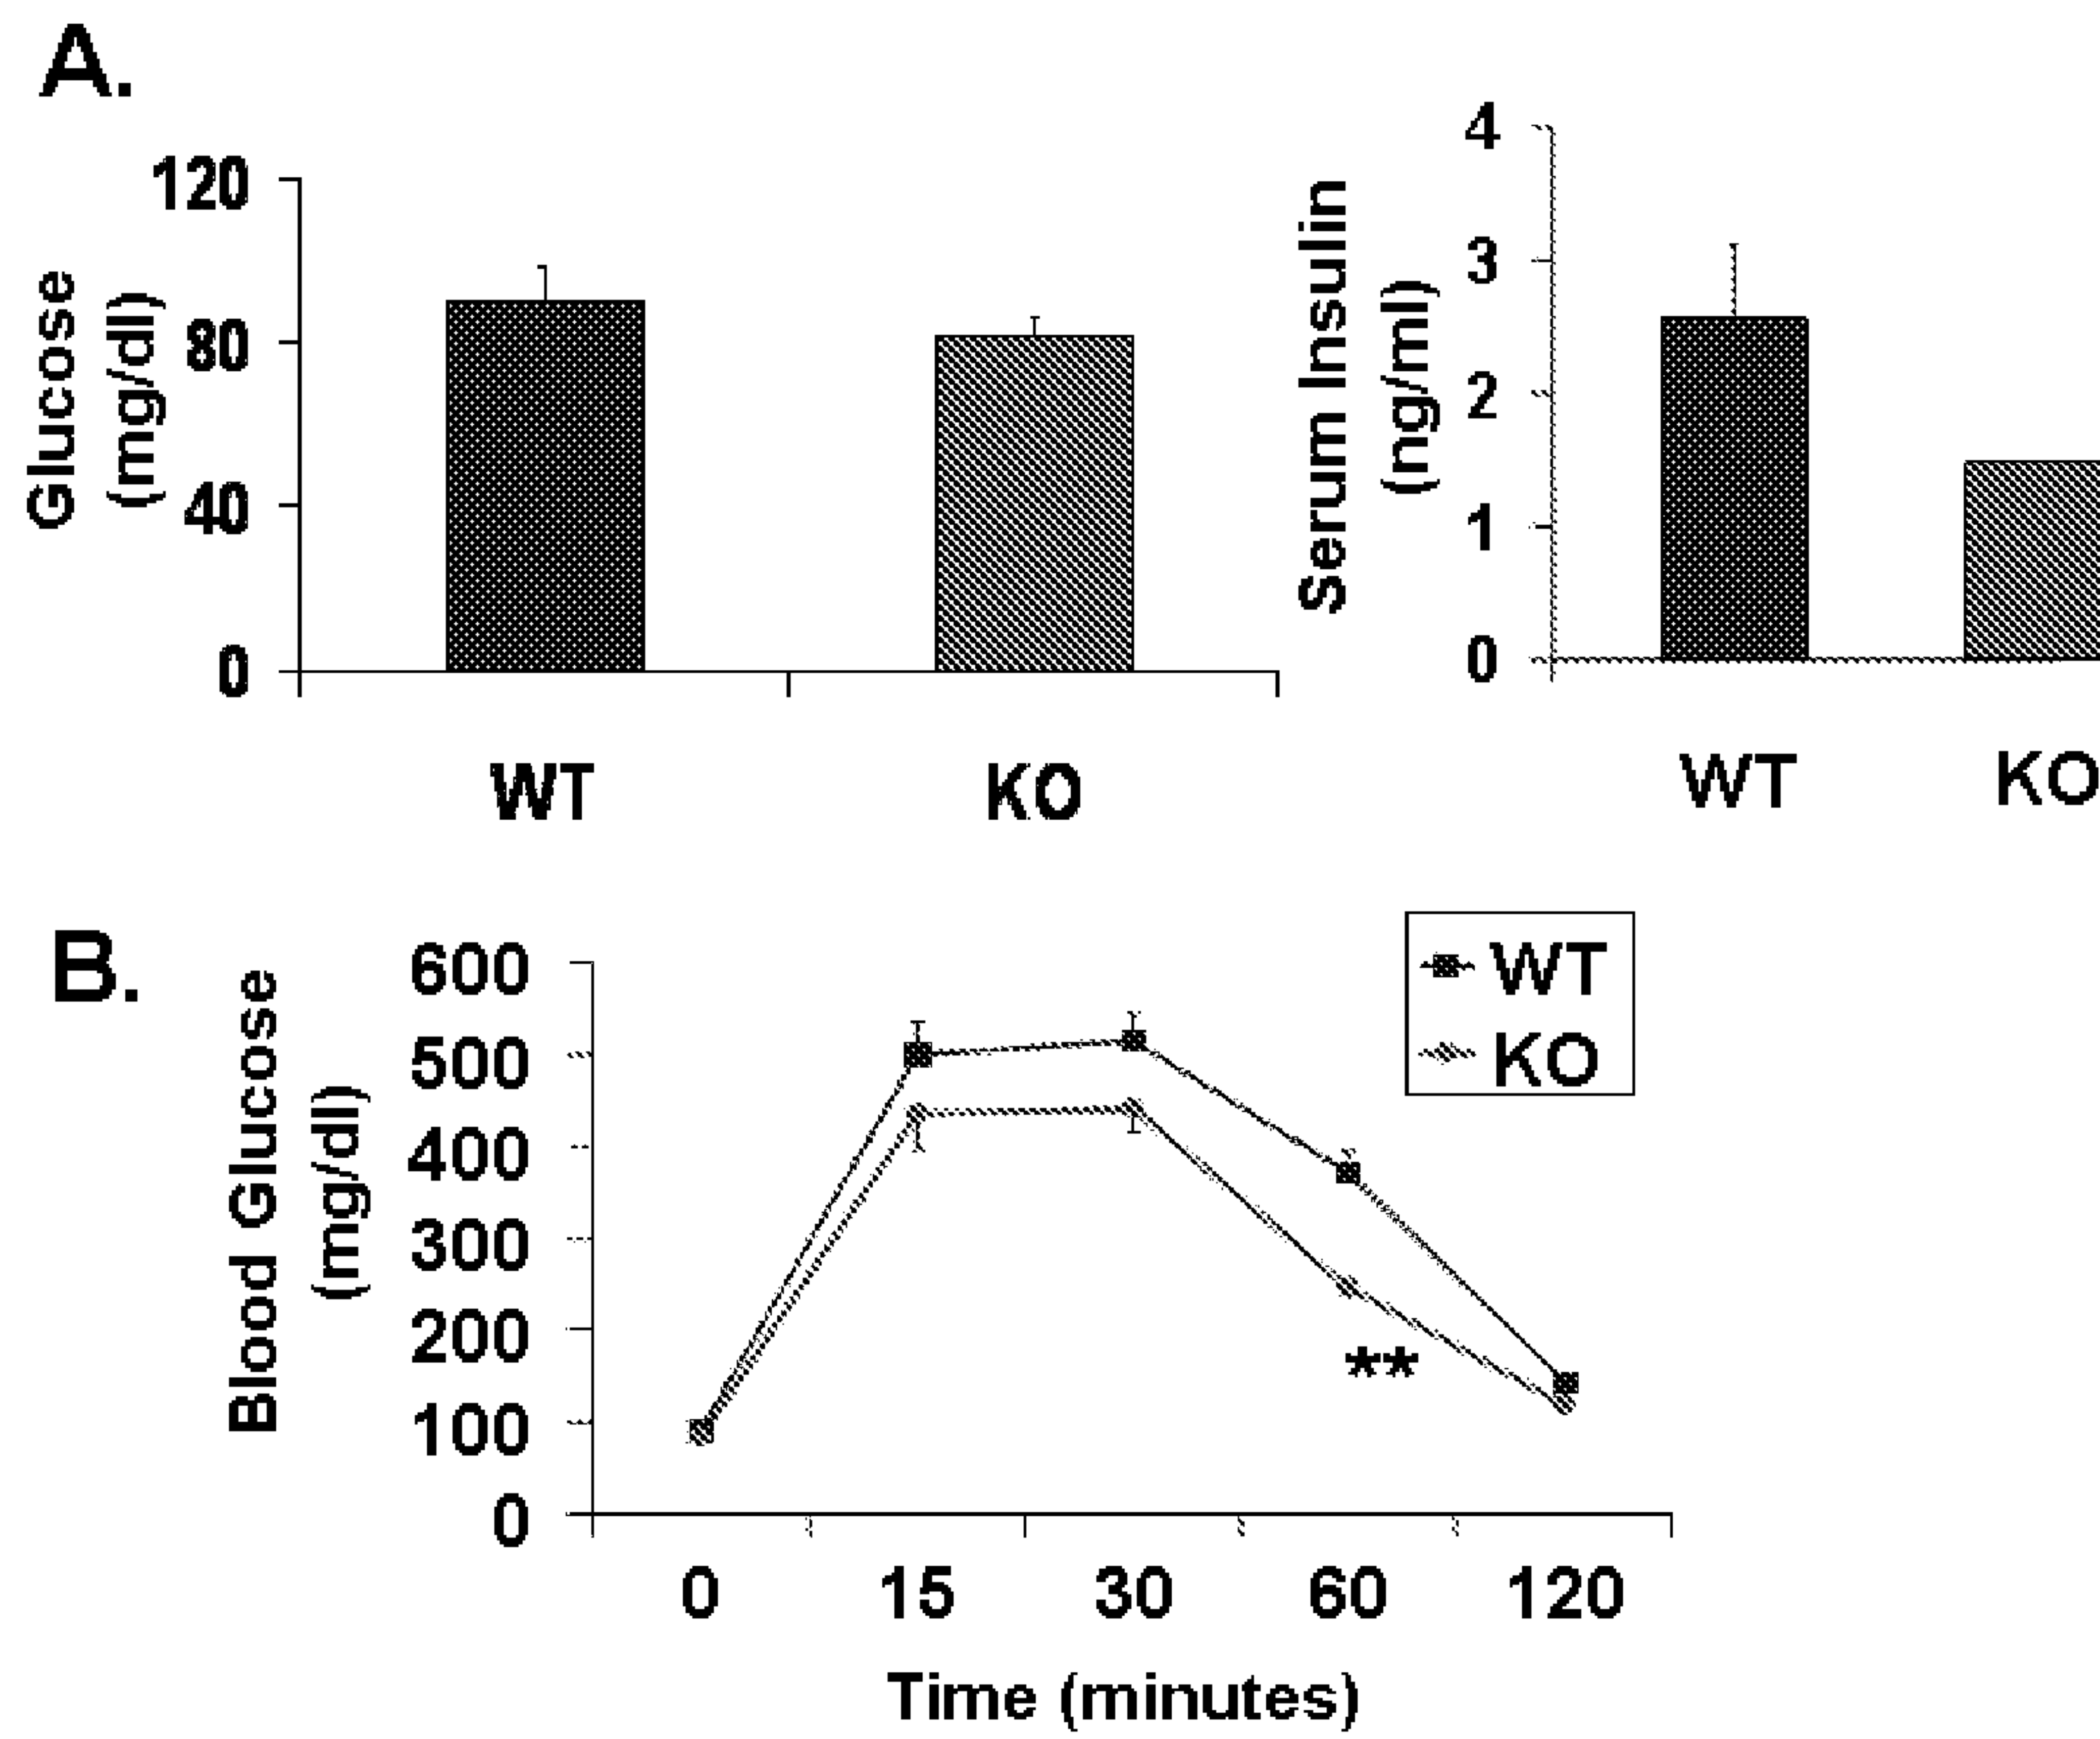 A.
Glucose
(mg/dl)
120
80
40
0
WT KO
Serum Insulin
(ng/ml)
4
3
2
1
0
WT KO
B.
Blood Glucose
(mg/dl)
600
500
400
300
200
100
0
WT
KO
**
0 15 30 60 120
Time (minutes)